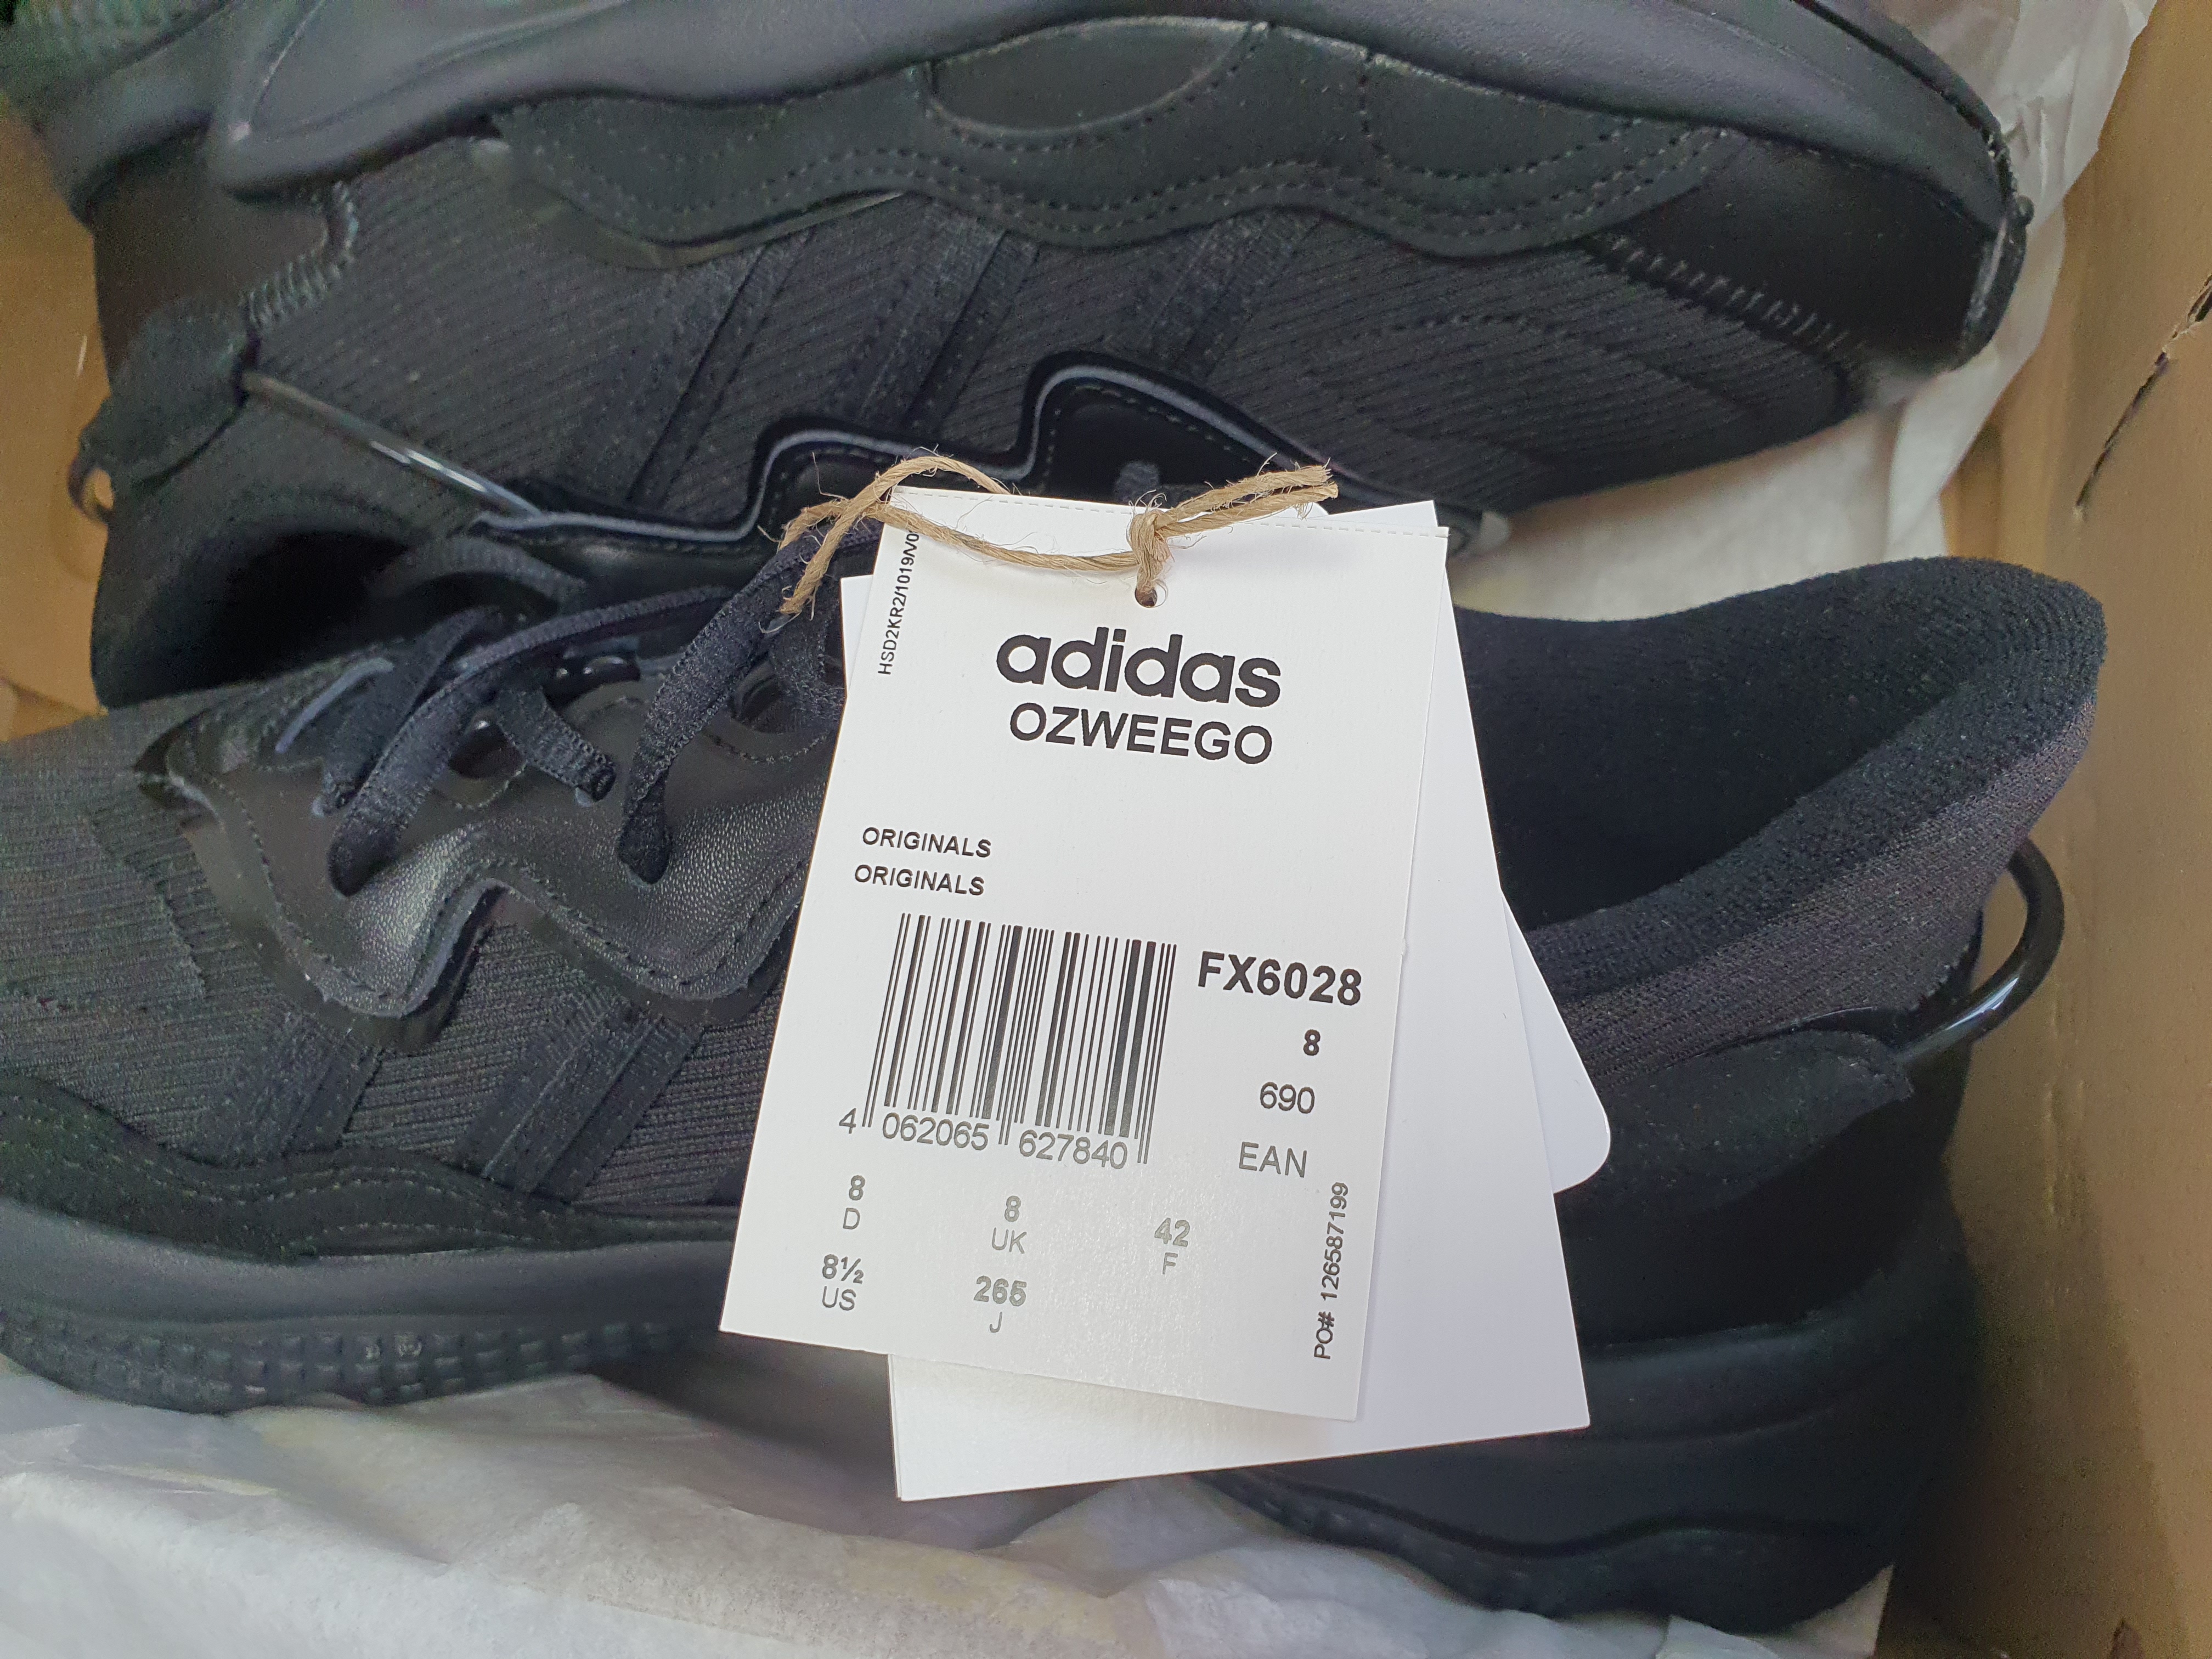 HSD2KR2/1019/V0
adidas
OZWEEGO
ORIGINALS
ORIGINALS
FX6028
8
690
EAN
4 062065 627840
8 8 42
D UK F
8½ 265
US J
PO# 126587199